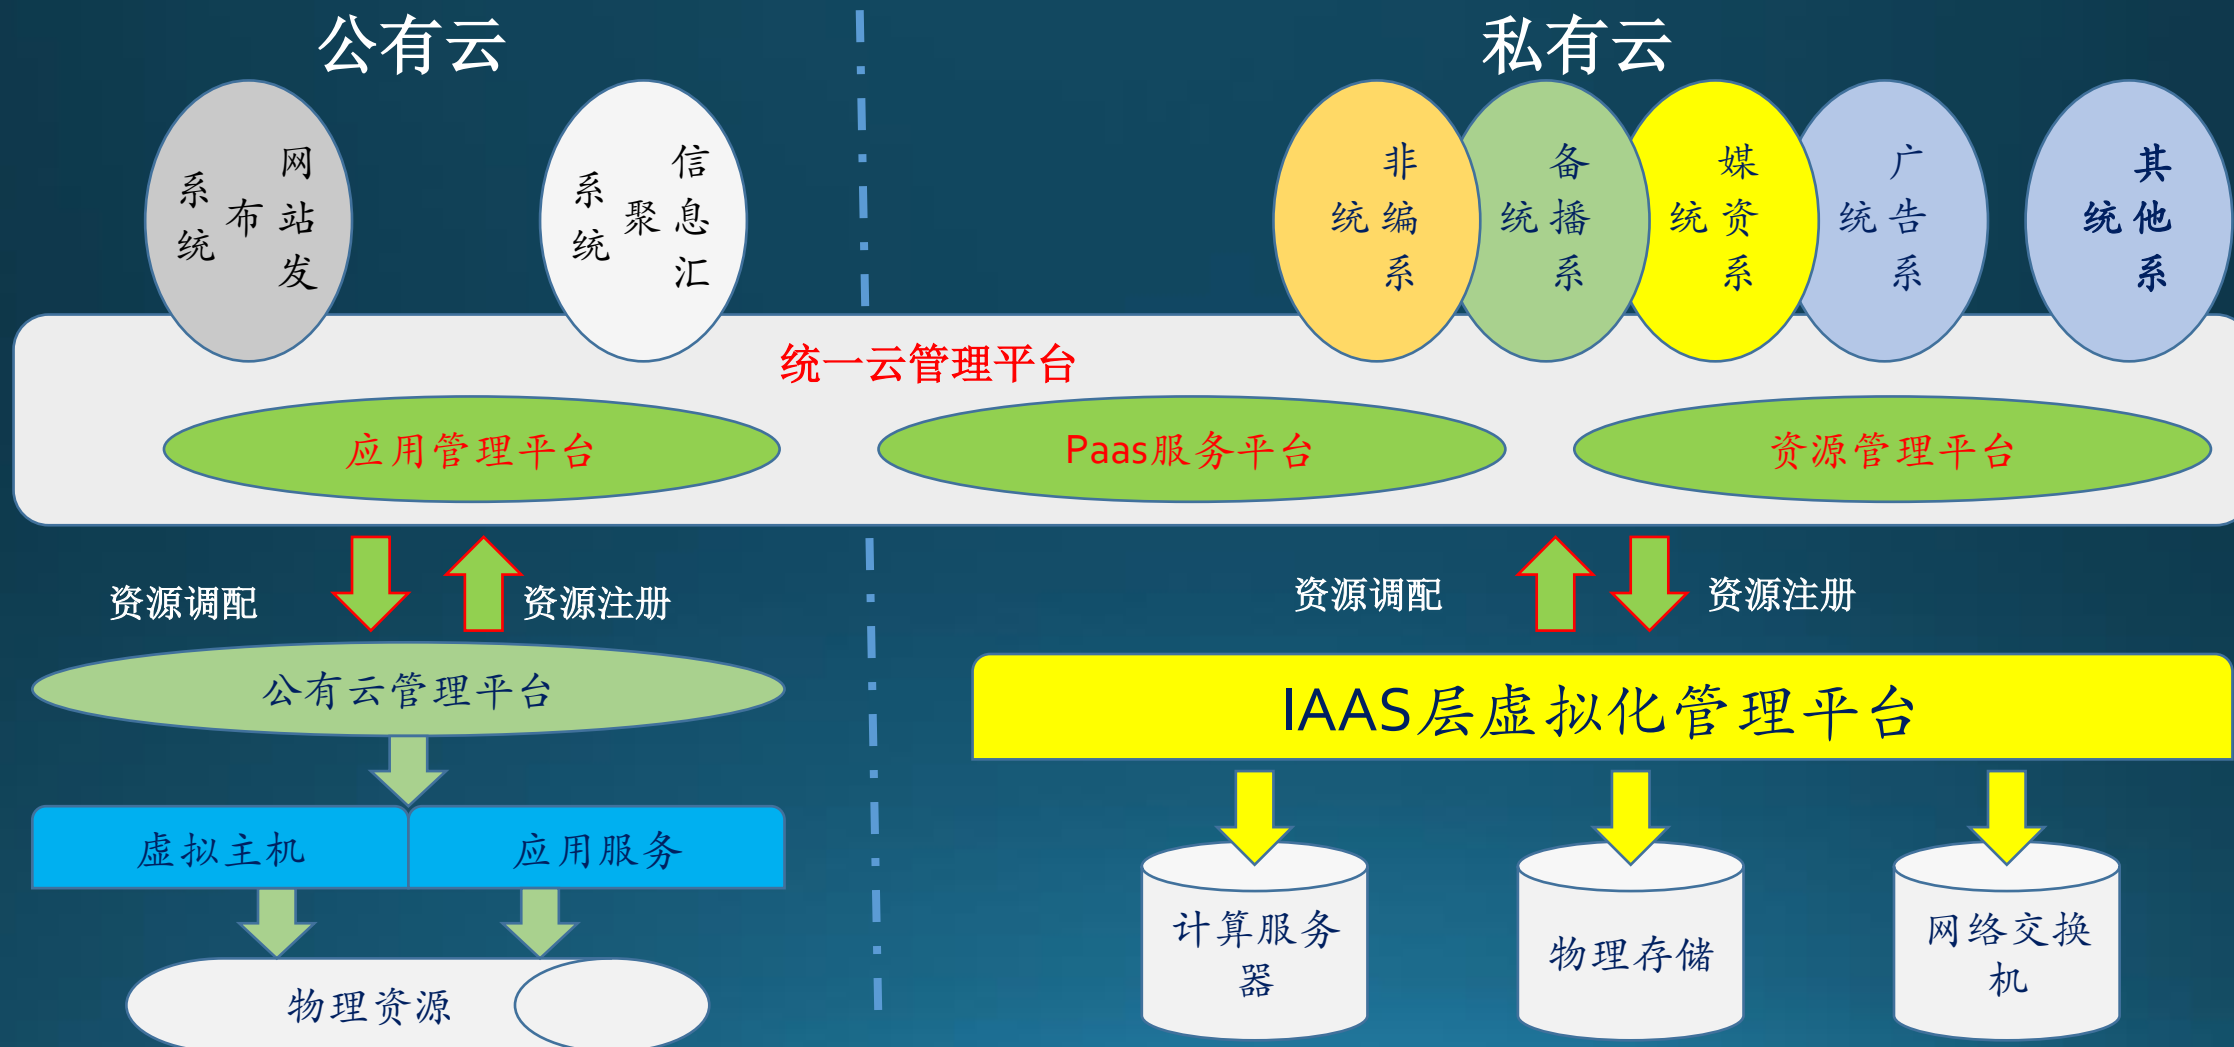 公有云
私有云
网站发
布
系统
信息汇
聚
系统
非编系
统
备播系
统
媒资系
统
广告系
统
其他系
统
统一云管理平台
应用管理平台
Paas服务平台
资源管理平台
资源调配
资源注册
资源调配
资源注册
公有云管理平台
IAAS层虚拟化管理平台
虚拟主机
应用服务
计算服务
器
物理存储
网络交换
机
物理资源